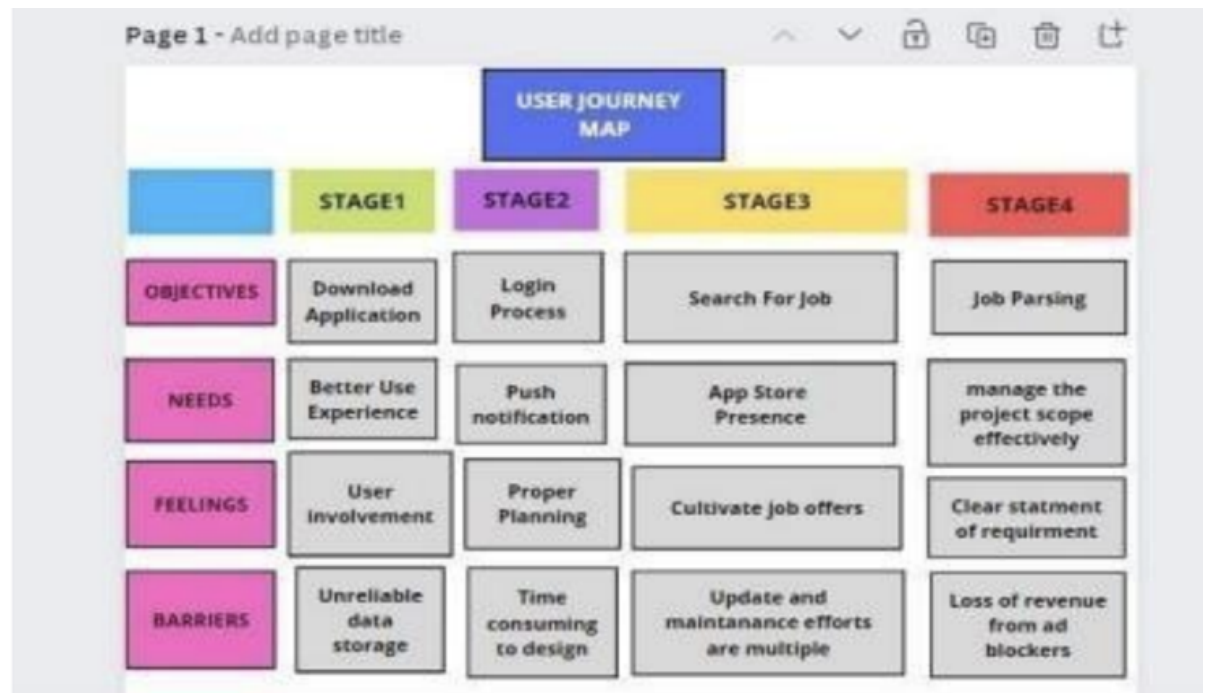 Page 1 - Add page title
USER JOURNEY
MAP
STAGE1
STAGE2
STAGE3
STAGE4
OBJECTIVES
Download
Application
Login
Process
Search For Job
Job Parsing
NEEDS
Better Use
Experience
Push
notification
App Store
Presence
manage the
project scope
effectively
FEELINGS
User
involvement
Proper
Planning
Cultivate job offers
Clear statment
of requirment
BARRIERS
Unreliable
data
storage
Time
consuming
to design
Update and
maintanance efforts
are multiple
Loss of revenue
from ad
blockers